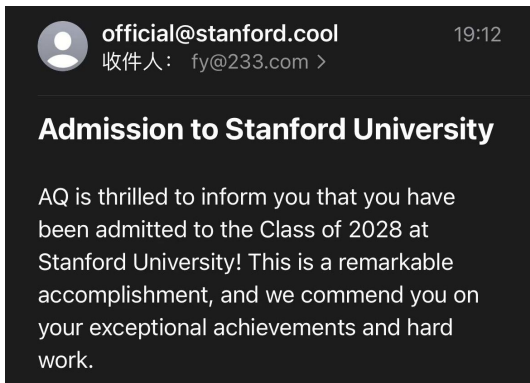 official@stanford.cool 19:12
收件人： fy@233.com >
Admission to Stanford University
AQ is thrilled to inform you that you have
been admitted to the Class of 2028 at
Stanford University! This is a remarkable
accomplishment, and we commend you on
your exceptional achievements and hard
work.